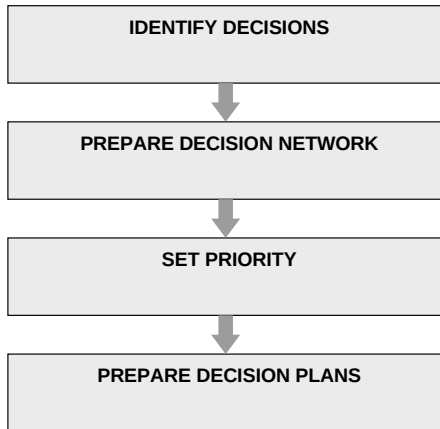 IDENTIFY DECISIONS
PREPARE DECISION NETWORK
SET PRIORITY
PREPARE DECISION PLANS